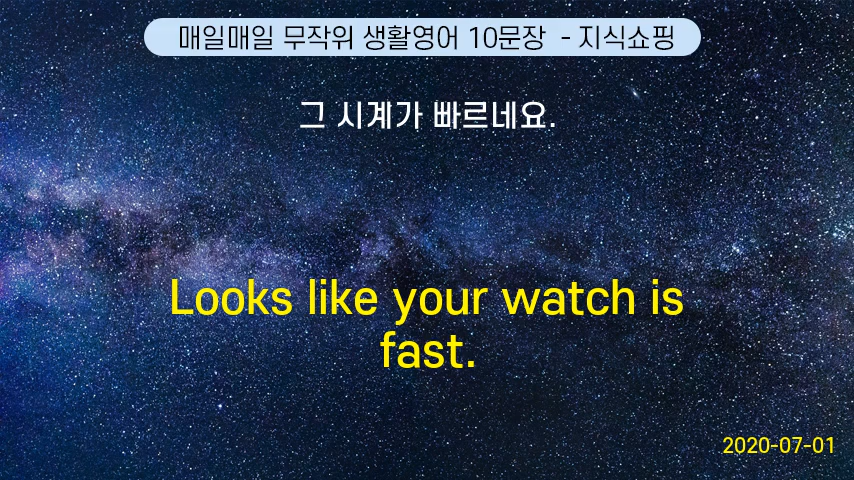 매일매일 무작위 생활영어 10문장 - 지식쇼핑
그 시계가 빠르네요.
Looks like your watch is
fast.
2020-07-01